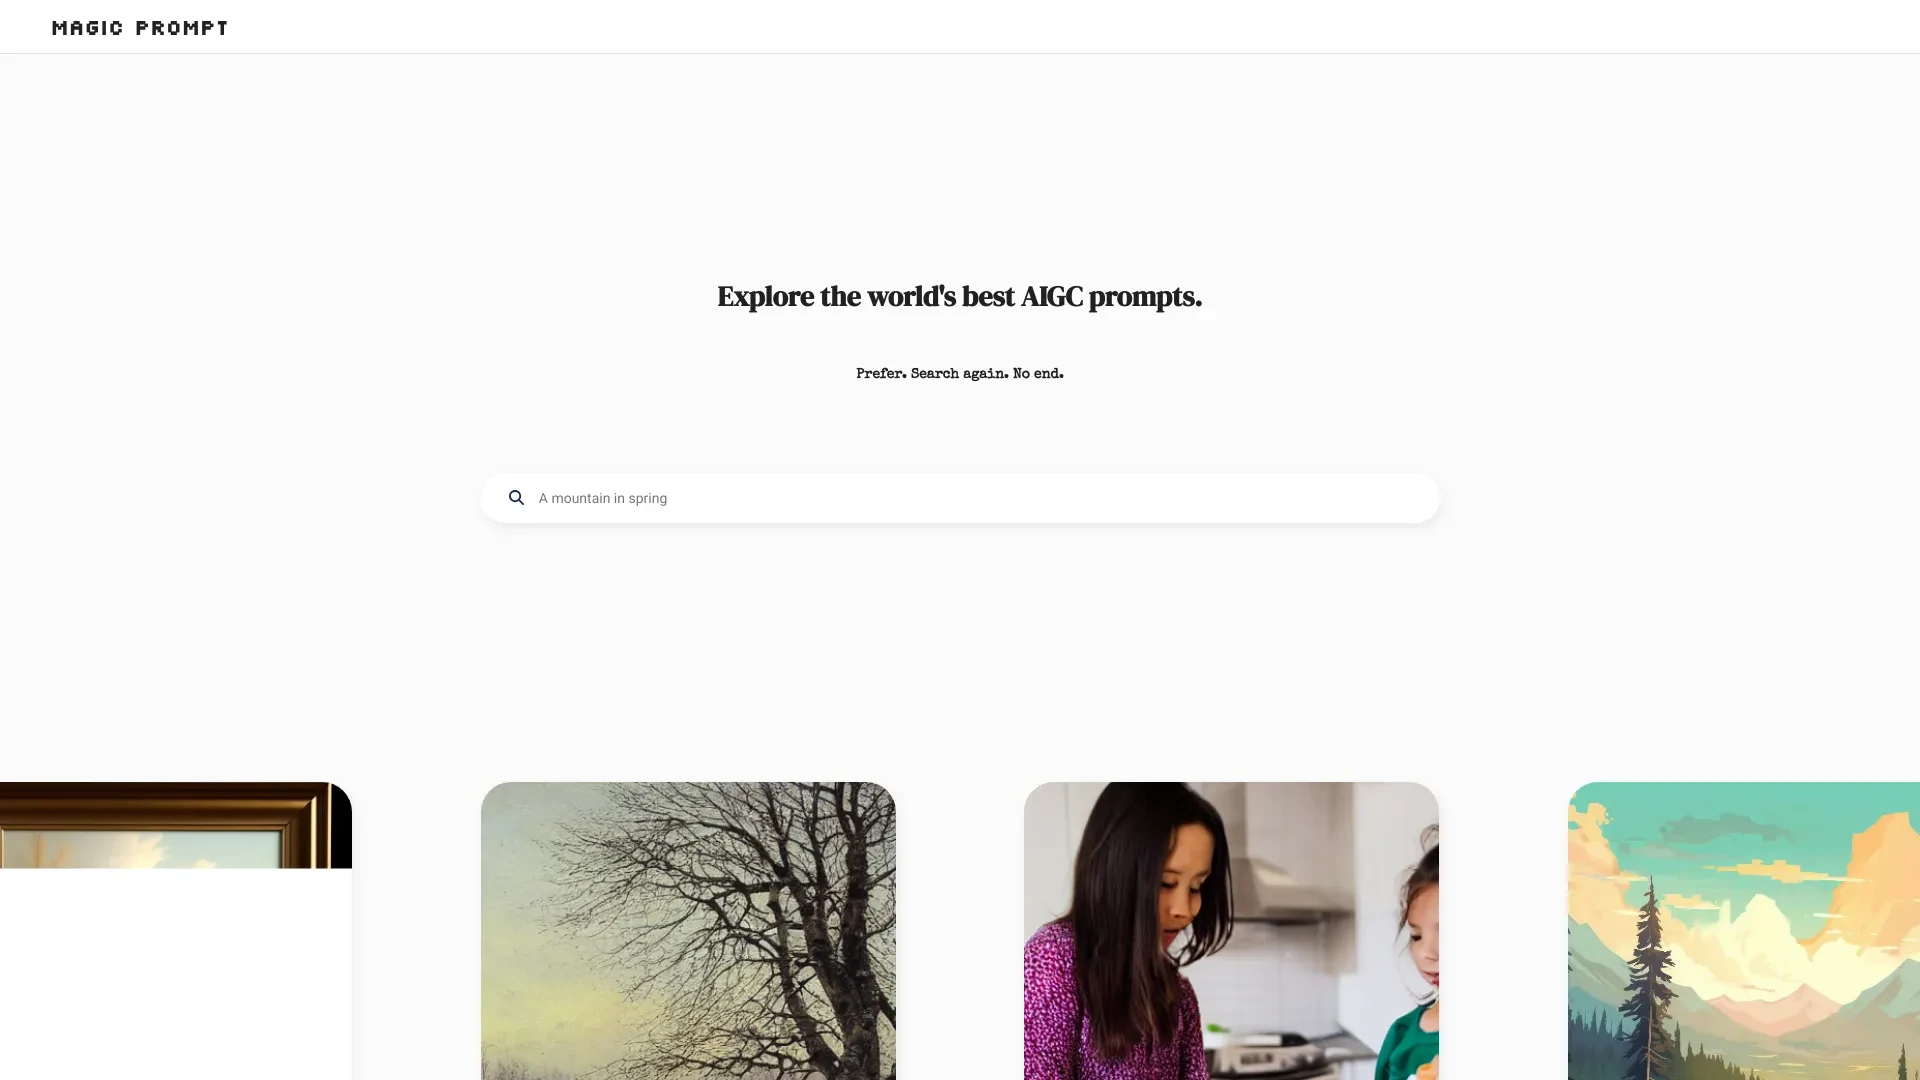 MAGIC PROMPT
Explore the world's best AIGC prompts.
Prefer. Search again. No end.
A mountain in spring